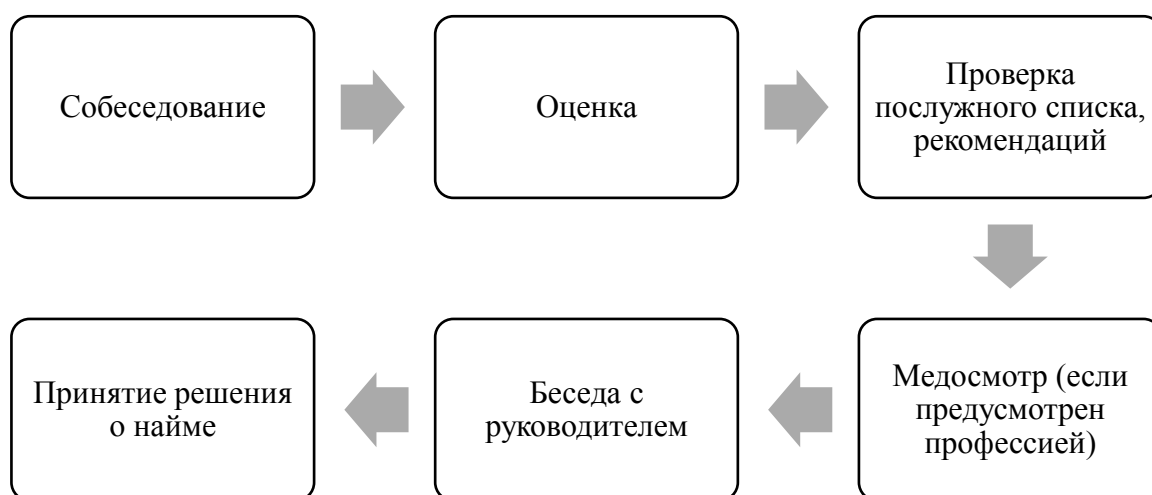 Собеседование
Оценка
Проверка
послужного списка,
рекомендаций
Медосмотр (если
предусмотрен
профессией)
Беседа с
руководителем
Принятие решения
о найме